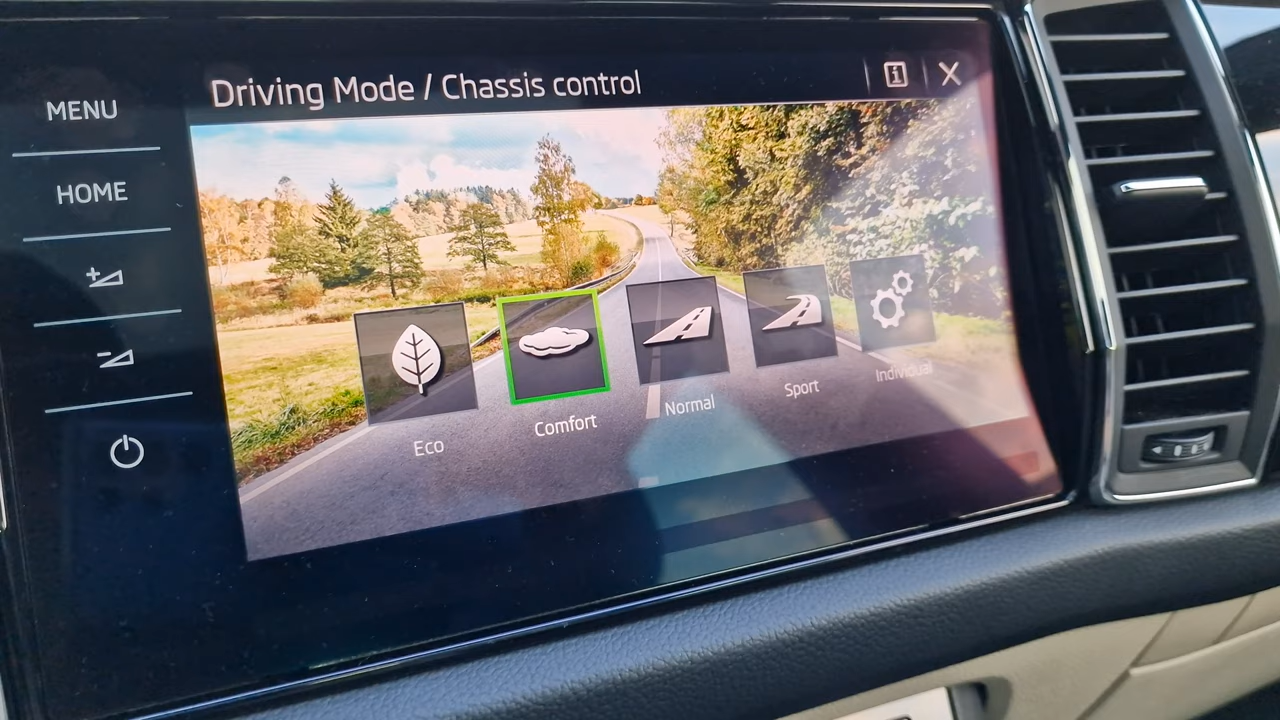 Driving Mode / Chassis control
MENU
HOME
Eco
Comfort
Normal
Sport
Individual